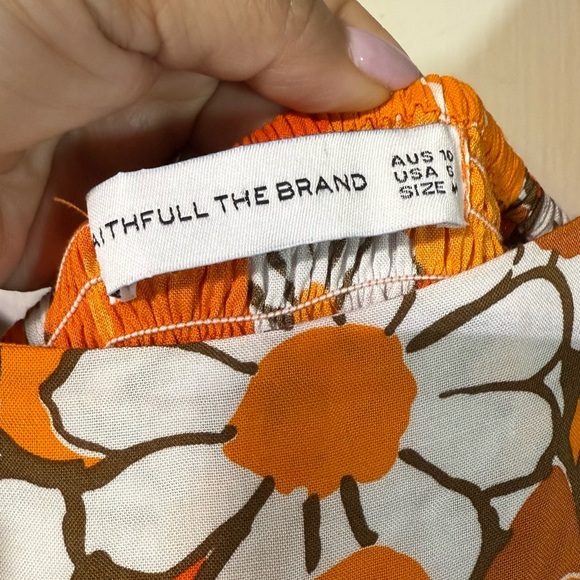 AITHFULL THE BRAND
AUS 10
USA 6
SIZE M